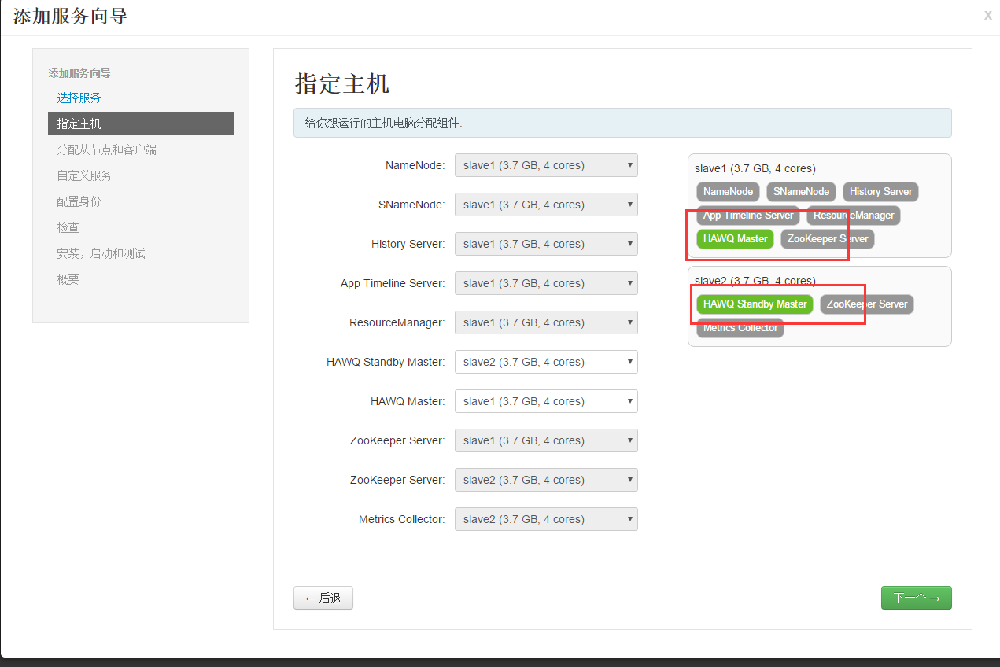 添加服务向导
x
添加服务向导
选择服务
指定主机
分配从节点和客户端
自定义服务
配置身份
检查
安装，启动和测试
概要
指定主机
给你想运行的主机电脑分配组件.
NameNode: slave1 (3.7 GB, 4 cores)
SNameNode: slave1 (3.7 GB, 4 cores)
History Server: slave1 (3.7 GB, 4 cores)
App Timeline Server: slave1 (3.7 GB, 4 cores)
ResourceManager: slave1 (3.7 GB, 4 cores)
HAWQ Standby Master: slave2 (3.7 GB, 4 cores)
HAWQ Master: slave1 (3.7 GB, 4 cores)
ZooKeeper Server: slave1 (3.7 GB, 4 cores)
ZooKeeper Server: slave2 (3.7 GB, 4 cores)
Metrics Collector: slave2 (3.7 GB, 4 cores)
slave1 (3.7 GB, 4 cores)
NameNode SNameNode History Server
App Timeline Server ResourceManager
HAWQ Master ZooKeeper Server
slave2 (3.7 GB, 4 cores)
HAWQ Standby Master ZooKeeper Server
Metrics Collector
←后退
下一个→